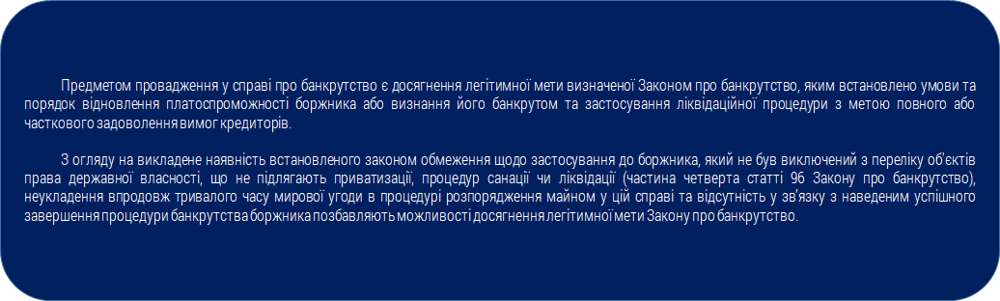 Предметом провадження у справі про банкрутство є досягнення легітимної мети визначеної Законом про банкрутство, яким встановлено умови та
порядок відновлення платоспроможності боржника або визнання його банкрутом та застосування ліквідаційної процедури з метою повного або
часткового задоволення вимог кредиторів.
З огляду на викладене наявність встановленого законом обмеження щодо застосування до боржника, який не був виключений з переліку об'єктів
права державної власності, що не підлягають приватизації, процедур санації чи ліквідації (частина четверта статті 96 Закону про банкрутство),
неукладення впродовж тривалого часу мирової угоди в процедурі розпорядження майном у цій справі та відсутність у зв'язку з наведеним успішного
завершення процедури банкрутства боржника позбавляють можливості досягнення легітимної мети Закону про банкрутство.